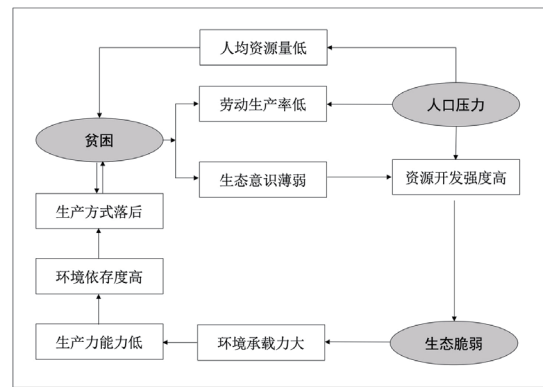 人均资源量低
劳动生产率低
人口压力
贫困
生态意识薄弱
资源开发强度高
生产方式落后
环境依存度高
生产力能力低
环境承载力大
生态脆弱